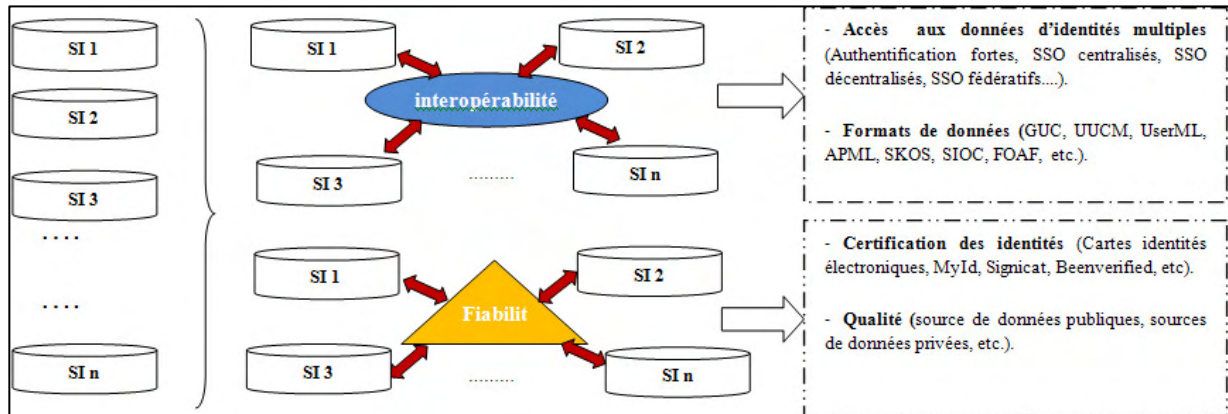 SI 1
SI 2
SI 3
. . . .
. . . .
SI n
SI 1
SI 2
interopérabilité
SI 3
.........
SI n
SI 1
SI 2
Fiabilit
SI 3
.........
SI n
- Accès aux données d'identités multiples
(Authentification fortes, SSO centralisés, SSO
décentralisés, SSO fédératifs....).
- Formats de données (GUC, UUCM, UserML,
APML, SKOS, SIOC, FOAF, etc.).
- Certification des identités (Cartes identités
électroniques, MyId, Signicat, Beenverified, etc).
- Qualité (source de données publiques, sources
de données privées, etc.).